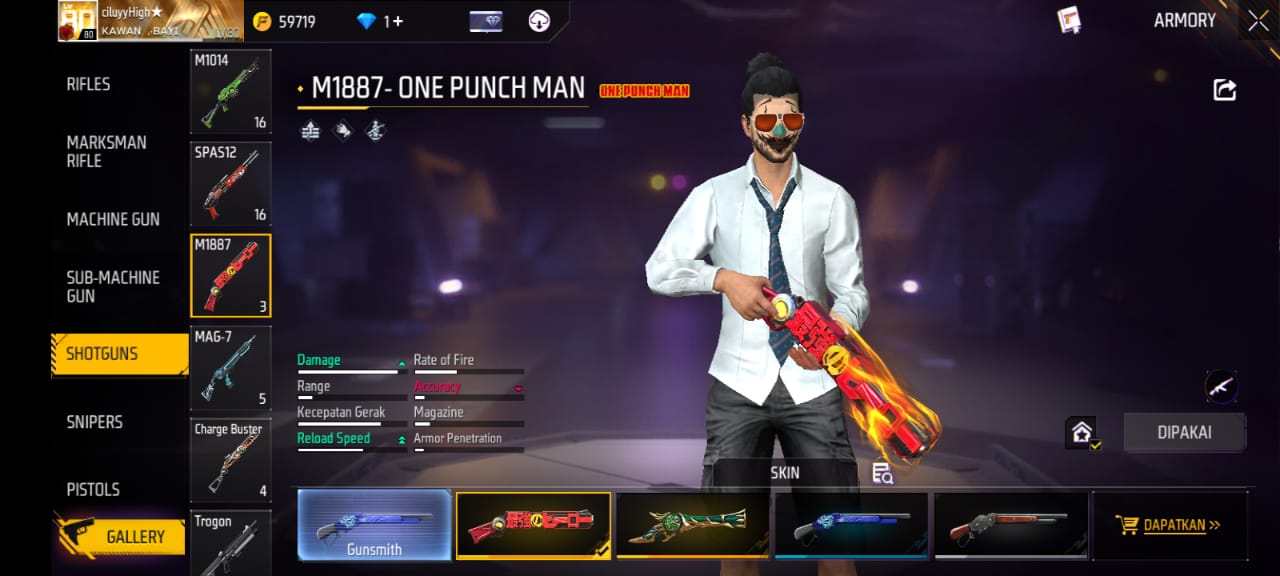 ciluyyHigh★
KAWAN .·BAYI
80
59719
1+
ARMORY
RIFLES
MARKSMAN
RIFLE
MACHINE GUN
SUB-MACHINE
GUN
SHOTGUNS
SNIPERS
PISTOLS
GALLERY
M1014
16
SPAS12
16
M1887
3
MAG-7
5
Charge Buster
4
Trogon
M1887- ONE PUNCH MAN
ONE PUNCH MAN
Damage
Rate of Fire
Range
Accuracy
Kecepatan Gerak
Magazine
Reload Speed
Armor Penetration
DIPAKAI
SKIN
Gunsmith
DAPATKAN >>